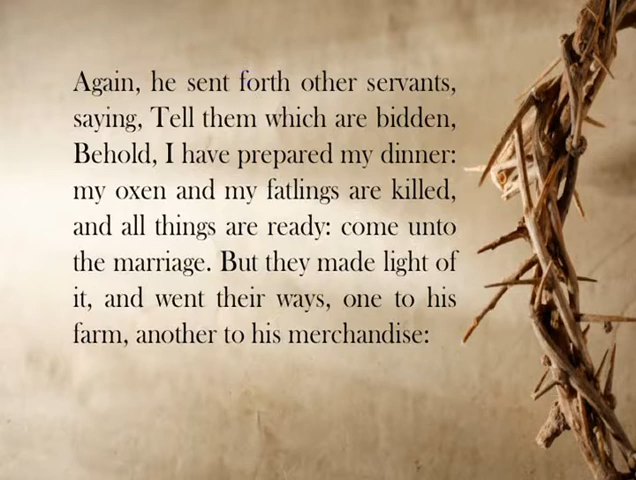 Again, he sent forth other servants,
saying, Tell them which are bidden,
Behold, I have prepared my dinner:
my oxen and my fatlings are killed,
and all things are ready: come unto
the marriage. But they made light of
it, and went their ways, one to his
farm, another to his merchandise: